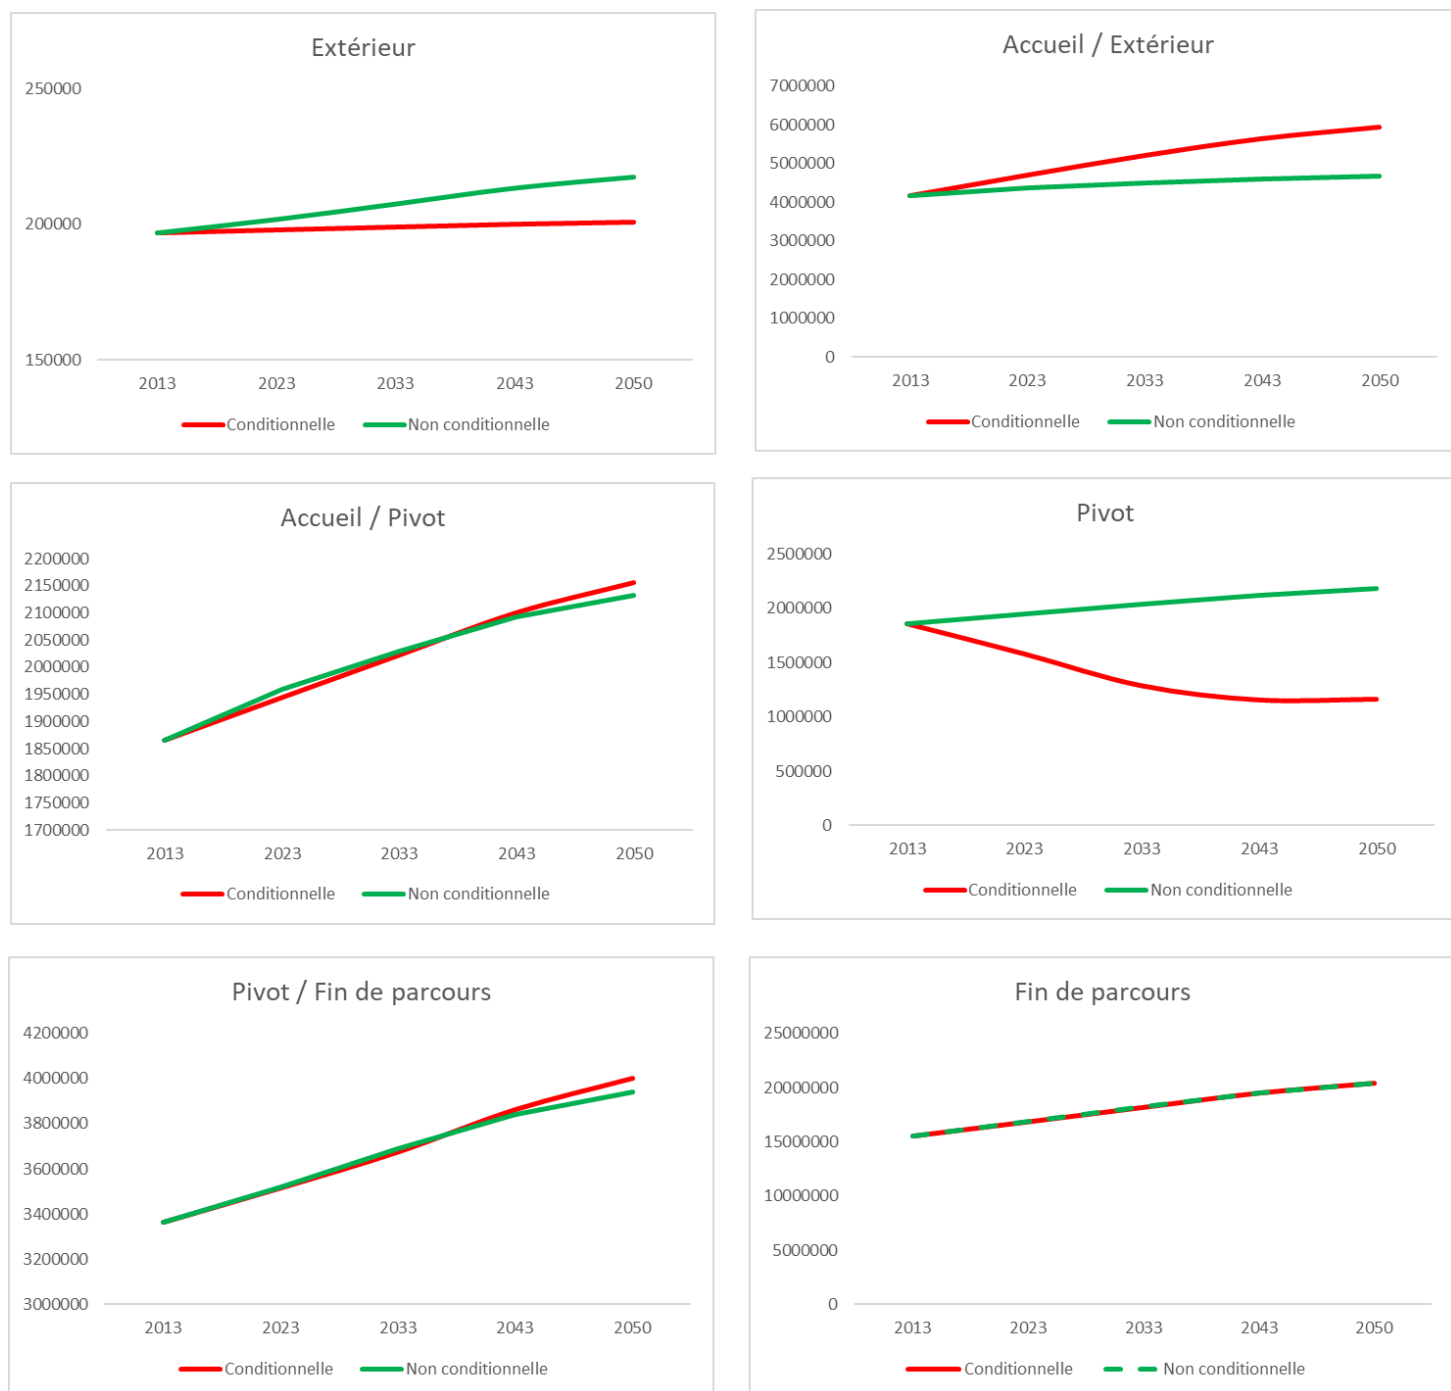 Extérieur
250000
200000
150000
2013 2023 2033 2043 2050
Conditionnelle Non conditionnelle
Accueil / Extérieur
7000000
6000000
5000000
4000000
3000000
2000000
1000000
0
2013 2023 2033 2043 2050
Conditionnelle Non conditionnelle
Accueil / Pivot
2200000
2150000
2100000
2050000
2000000
1950000
1900000
1850000
1800000
1750000
1700000
2013 2023 2033 2043 2050
Conditionnelle Non conditionnelle
Pivot
2500000
2000000
1500000
1000000
500000
0
2013 2023 2033 2043 2050
Conditionnelle Non conditionnelle
Pivot / Fin de parcours
4200000
4000000
3800000
3600000
3400000
3200000
3000000
2013 2023 2033 2043 2050
Conditionnelle Non conditionnelle
Fin de parcours
25000000
20000000
15000000
10000000
5000000
0
2013 2023 2033 2043 2050
Conditionnelle Non conditionnelle